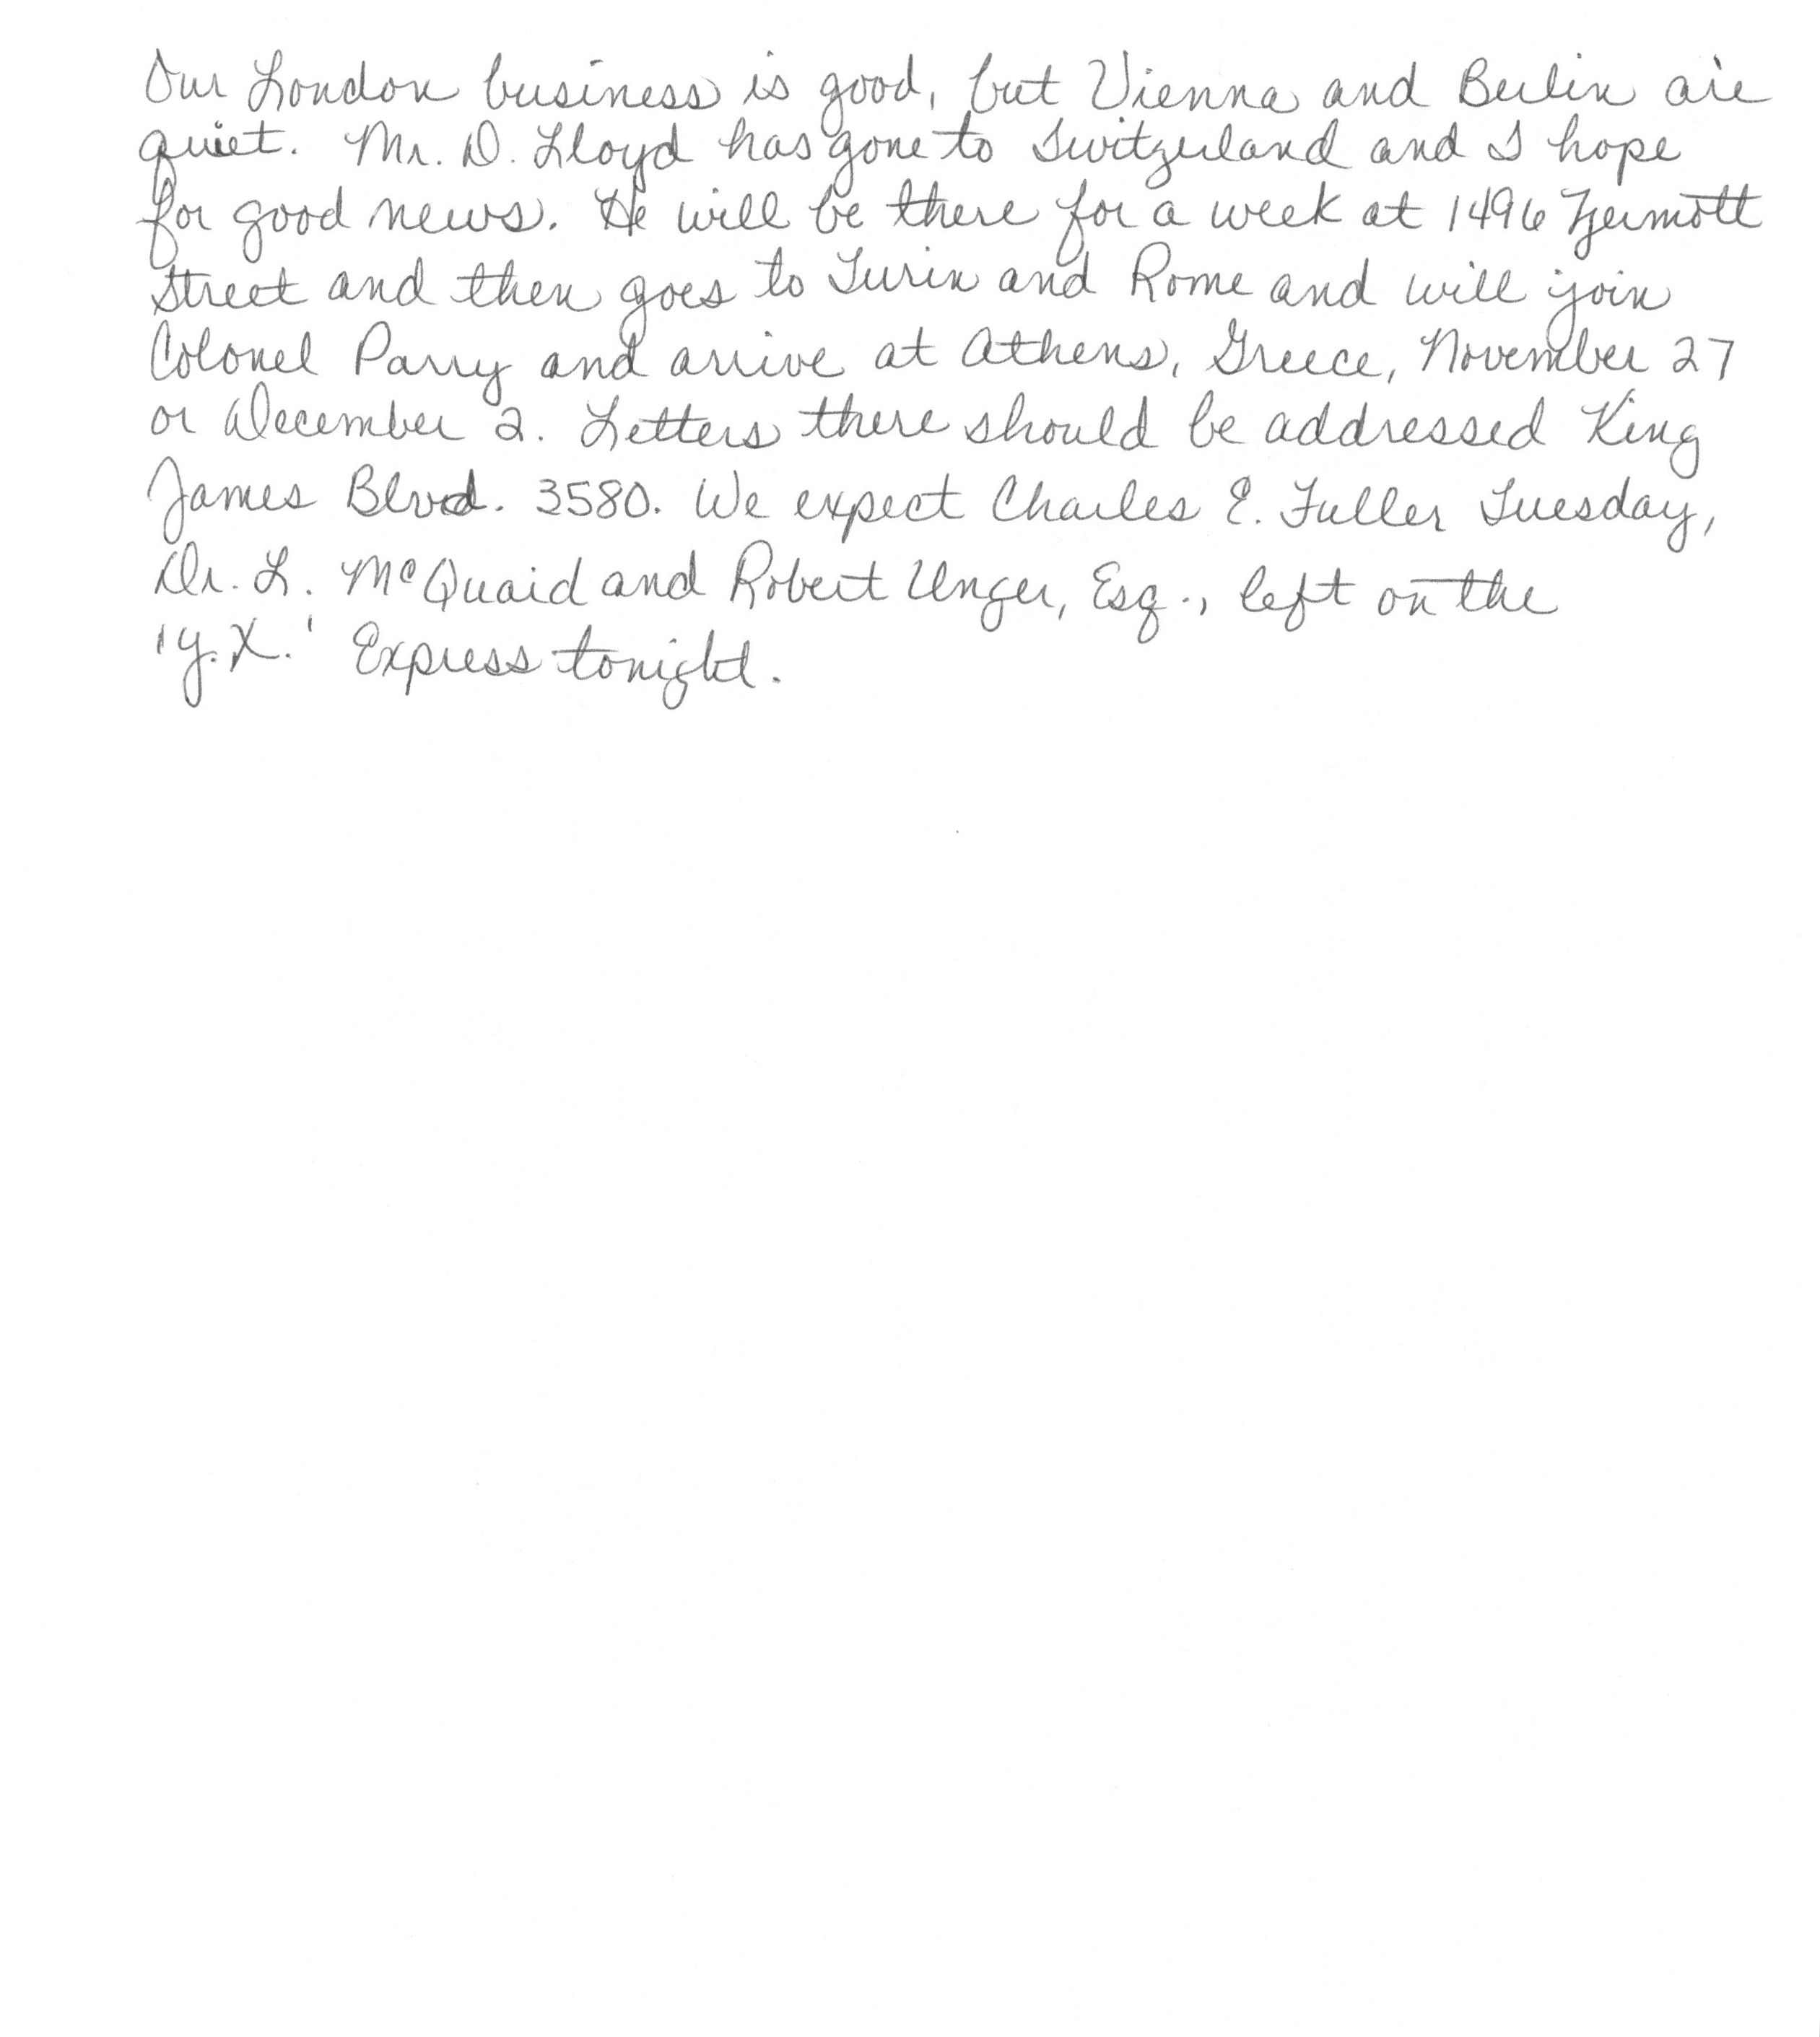 Our London business is good, but Vienna and Berlin are
quiet. Mr. D. Lloyd has gone to Switzerland and I hope
for good news. He will be there for a week at 1496 Zermott
Street and then goes to Turin and Rome and will join
Colonel Parry and arrive at Athens, Greece, November 27
or December 2. Letters there should be addressed King
James Blvd. 3580. We expect Charles E. Fuller Tuesday,
Dr. L. McQuaid and Robert Unger, Esq., left on the
'Y.X.' Express tonight.